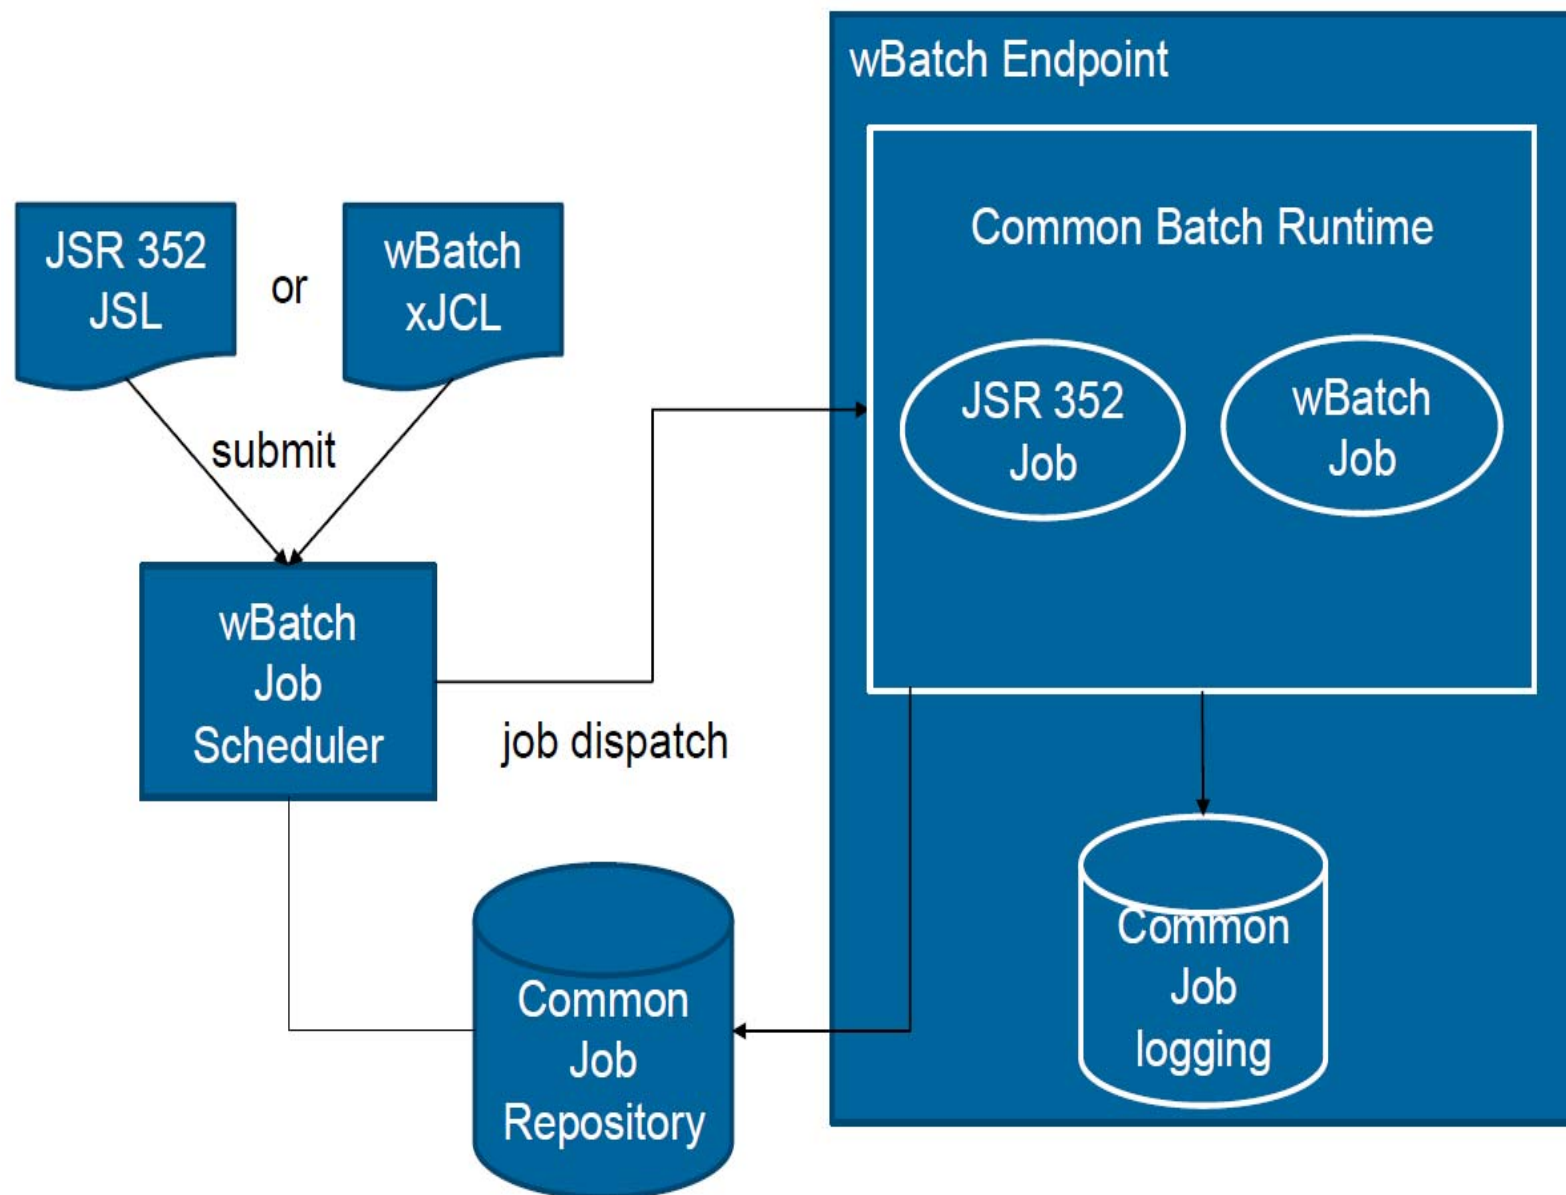 wBatch Endpoint
Common Batch Runtime
JSR 352
JSL
or
wBatch
xJCL
JSR 352
Job
wBatch
Job
submit
wBatch
Job
Scheduler
job dispatch
Common
Job
logging
Common
Job
Repository